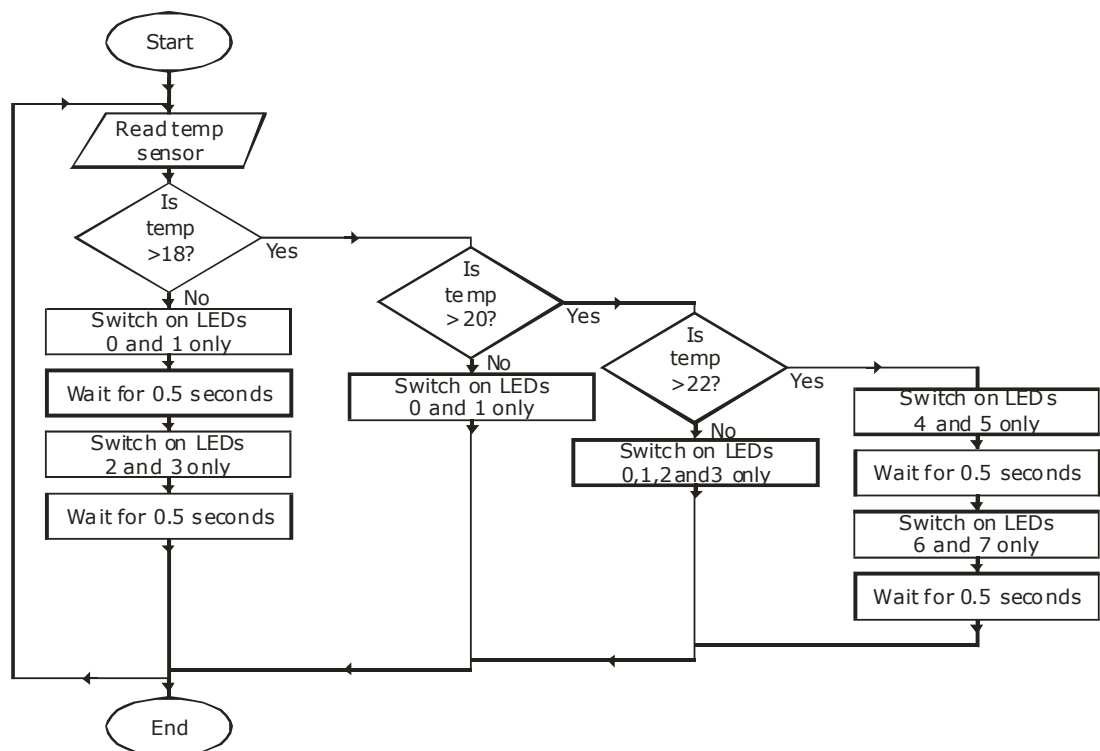 Start
Read temp
sensor
Is
temp
>18?
Yes
No
Switch on LEDs
0 and 1 only
Wait for 0.5 seconds
Switch on LEDs
2 and 3 only
Wait for 0.5 seconds
Is
temp
>20?
Yes
No
Switch on LEDs
0 and 1 only
Is
temp
>22?
Yes
No
Switch on LEDs
0,1,2and3 only
Switch on LEDs
4 and 5 only
Wait for 0.5 seconds
Switch on LEDs
6 and 7 only
Wait for 0.5 seconds
End